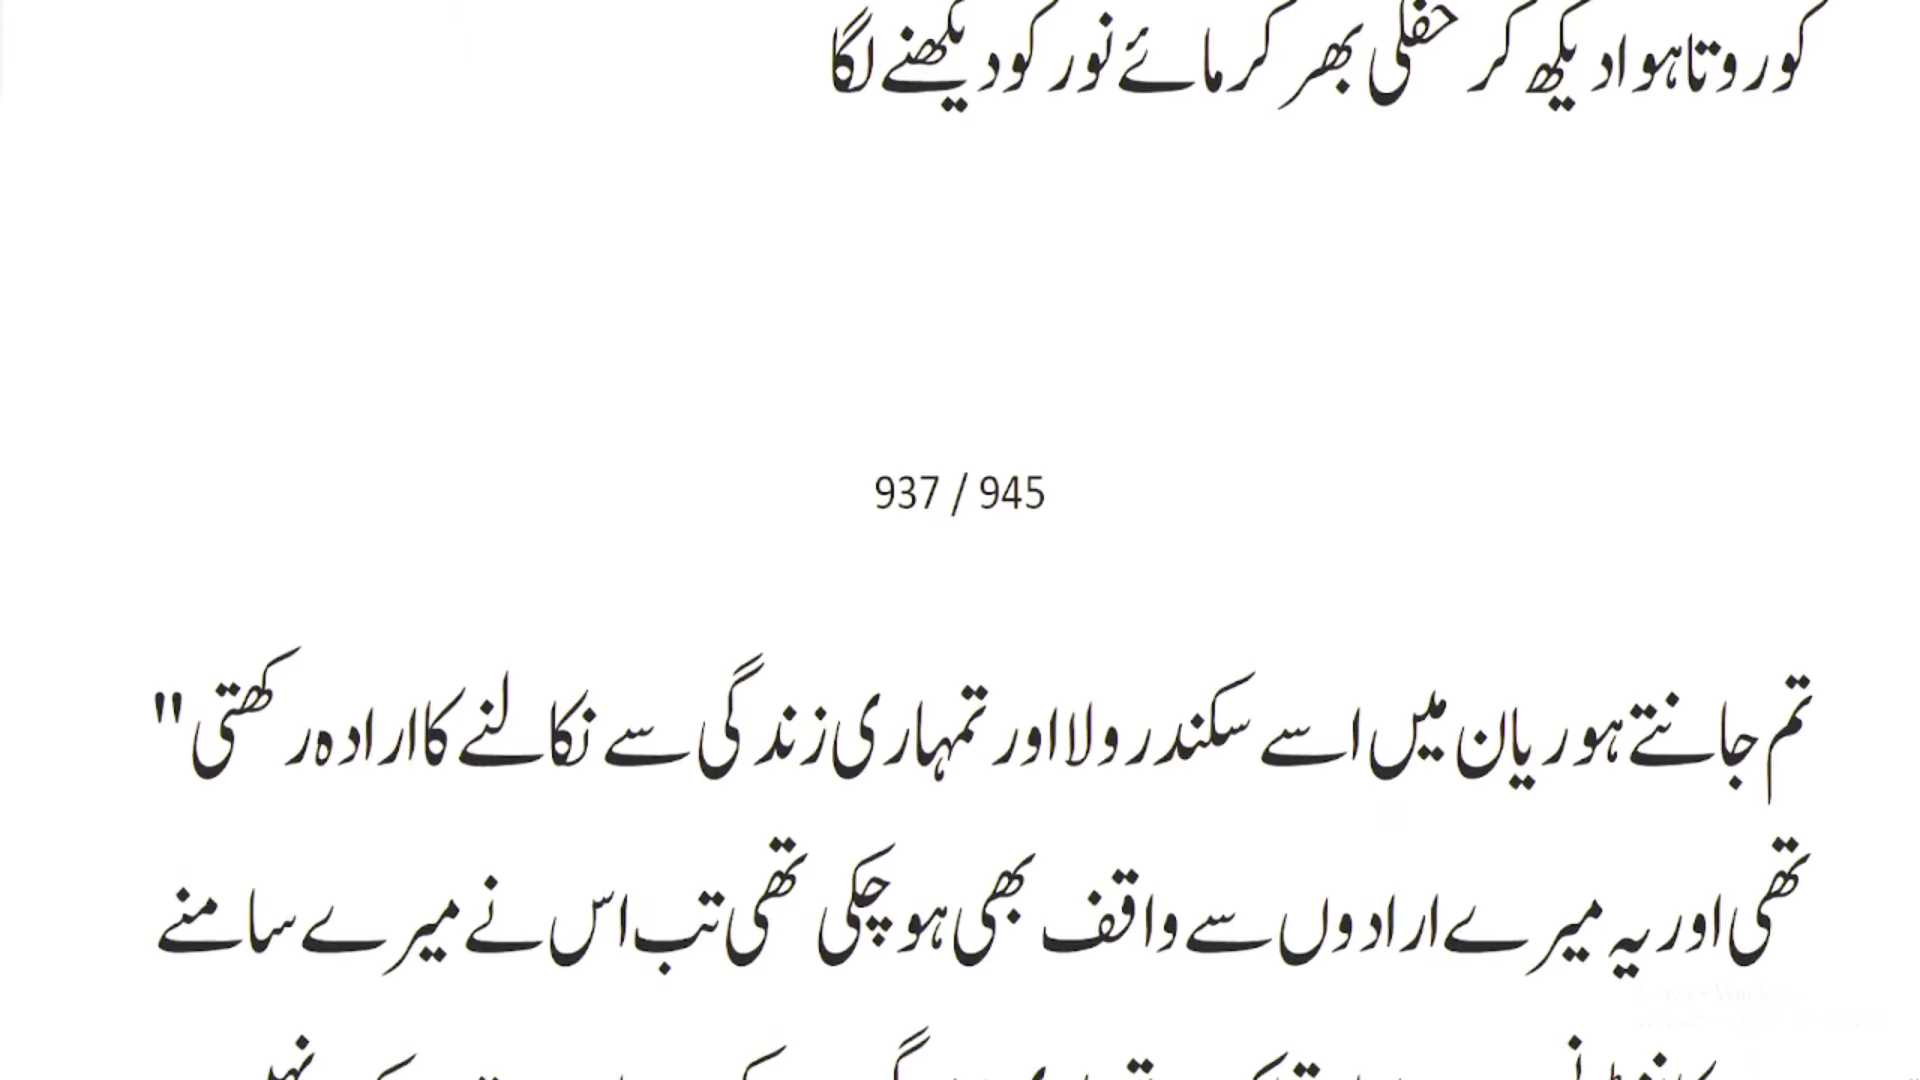 کو روتا ہوا دیکھ کر خفگی بھر کر مائے نور کو دیکھنے لگا
937 / 945
تم جانتے ہو ریان میں اسے سکندر ولا اور تمہاری زندگی سے نکالنے کا ارادہ رکھتی "
تھی اور یہ میرے ارادوں سے واقف بھی ہو چکی تھی تب اس نے میرے سامنے